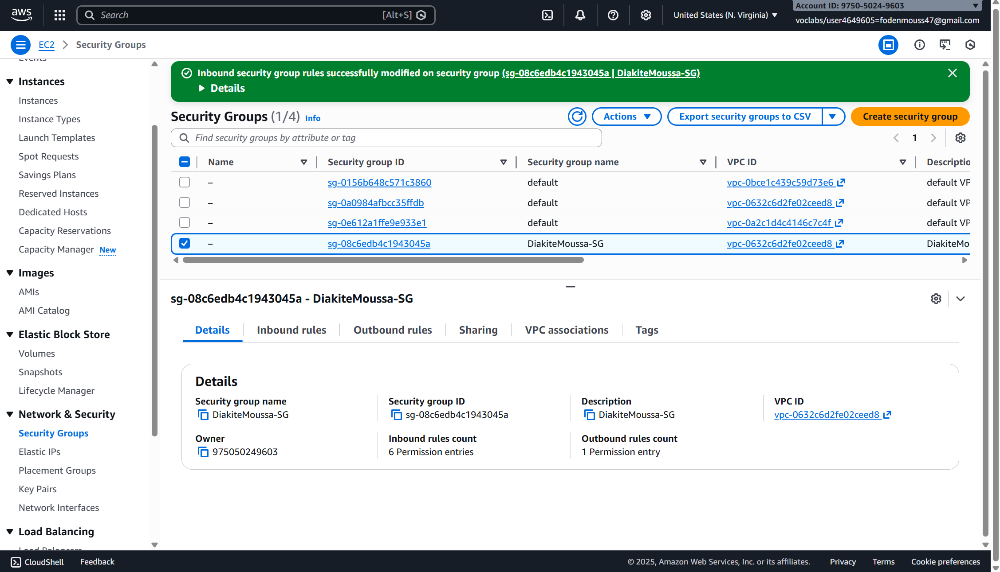 aws
Search [Alt+S]
United States (N. Virginia)
Account ID: 9750-5024-9603
voclabs/user4649605=fodenmouss47@gmail.com
EC2 > Security Groups
Events
Instances
Instances
Instance Types
Launch Templates
Spot Requests
Savings Plans
Reserved Instances
Dedicated Hosts
Capacity Reservations
Capacity Manager New
Images
AMIs
AMI Catalog
Elastic Block Store
Volumes
Snapshots
Lifecycle Manager
Network & Security
Security Groups
Elastic IPs
Placement Groups
Key Pairs
Network Interfaces
Load Balancing
Load Balancers
Inbound security group rules successfully modified on security group (sg-08c6edb4c1943045a | DiakiteMoussa-SG)
Details
Security Groups (1/4) Info
Actions
Export security groups to CSV
Create security group
Find security groups by attribute or tag
1
Name Security group ID Security group name VPC ID Descriptio
– sg-0156b648c571c3860 default vpc-0bce1c439c59d73e6 default VP
– sg-0a0984afbcc35ffdb default vpc-0632c6d2fe02ceed8 default VP
– sg-0e612a1ffe9e933e1 default vpc-0a2c1d4c4146c7c4f default VP
– sg-08c6edb4c1943045a DiakiteMoussa-SG vpc-0632c6d2fe02ceed8 DiakiteMo
sg-08c6edb4c1943045a - DiakiteMoussa-SG
Details Inbound rules Outbound rules Sharing VPC associations Tags
Details
Security group name Security group ID Description VPC ID
DiakiteMoussa-SG sg-08c6edb4c1943045a DiakiteMoussa-SG vpc-0632c6d2fe02ceed8
Owner Inbound rules count Outbound rules count
975050249603 6 Permission entries 1 Permission entry
CloudShell Feedback © 2025, Amazon Web Services, Inc. or its affiliates. Privacy Terms Cookie preferences